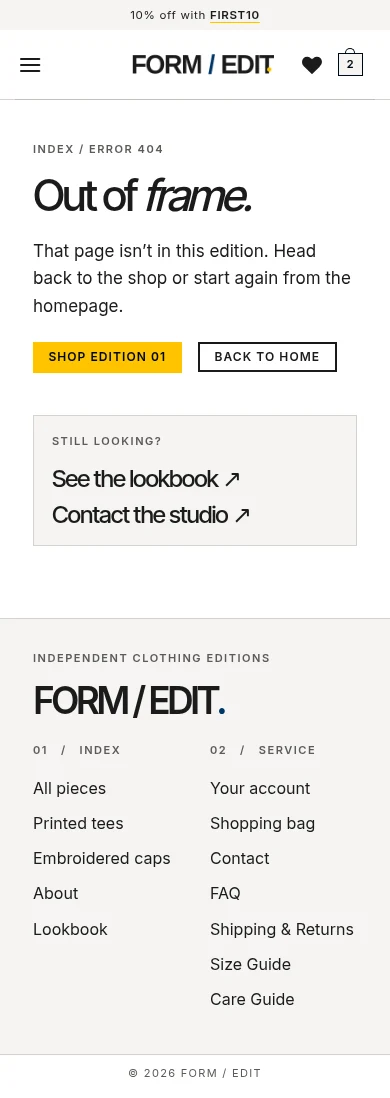 10% off with FIRST10
FORM / EDIT.
2
INDEX / ERROR 404
Out of frame.
That page isn’t in this edition. Head
back to the shop or start again from the
homepage.
SHOP EDITION 01
BACK TO HOME
STILL LOOKING?
See the lookbook ↗
Contact the studio ↗
INDEPENDENT CLOTHING EDITIONS
FORM / EDIT.
01 / INDEX
All pieces
Printed tees
Embroidered caps
About
Lookbook
02 / SERVICE
Your account
Shopping bag
Contact
FAQ
Shipping & Returns
Size Guide
Care Guide
© 2026 FORM / EDIT